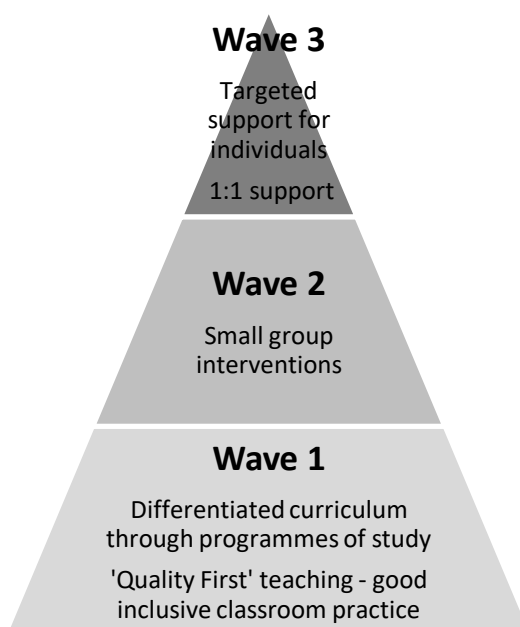 Wave 3
Targeted
support for
individuals
1:1 support
Wave 2
Small group
interventions
Wave 1
Differentiated curriculum
through programmes of study
'Quality First' teaching - good
inclusive classroom practice